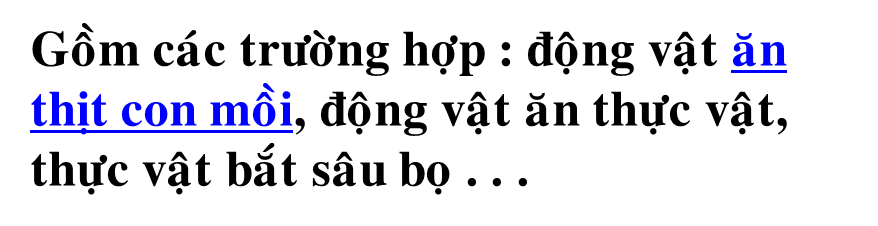 Gồm các trường hợp : động vật ăn
thịt con mồi, động vật ăn thực vật,
thực vật bắt sâu bọ . . .